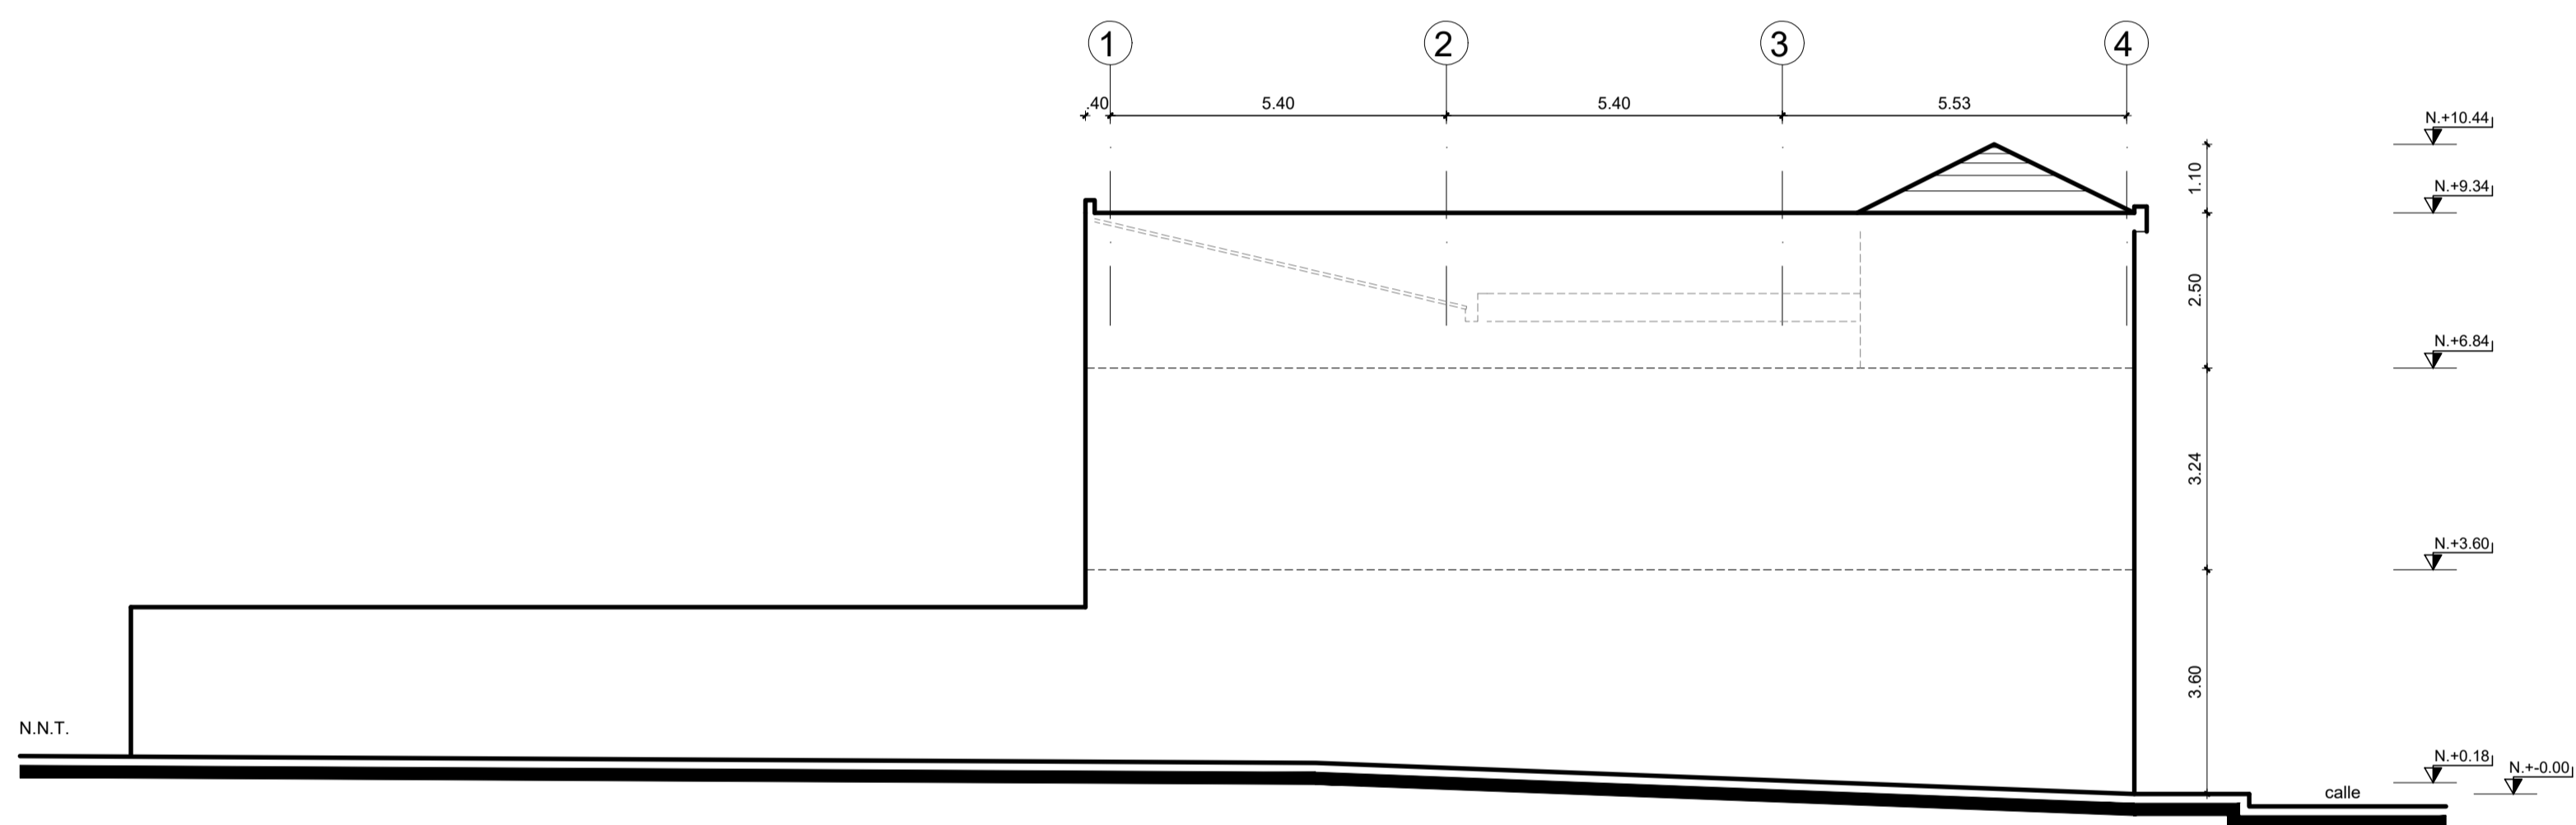 1 2 3 4
.40 5.40 5.40 5.53
N.+10.44
1.10
N.+9.34
2.50
N.+6.84
3.24
N.+3.60
3.60
N.N.T.
N.+0.18
N.+-0.00
calle